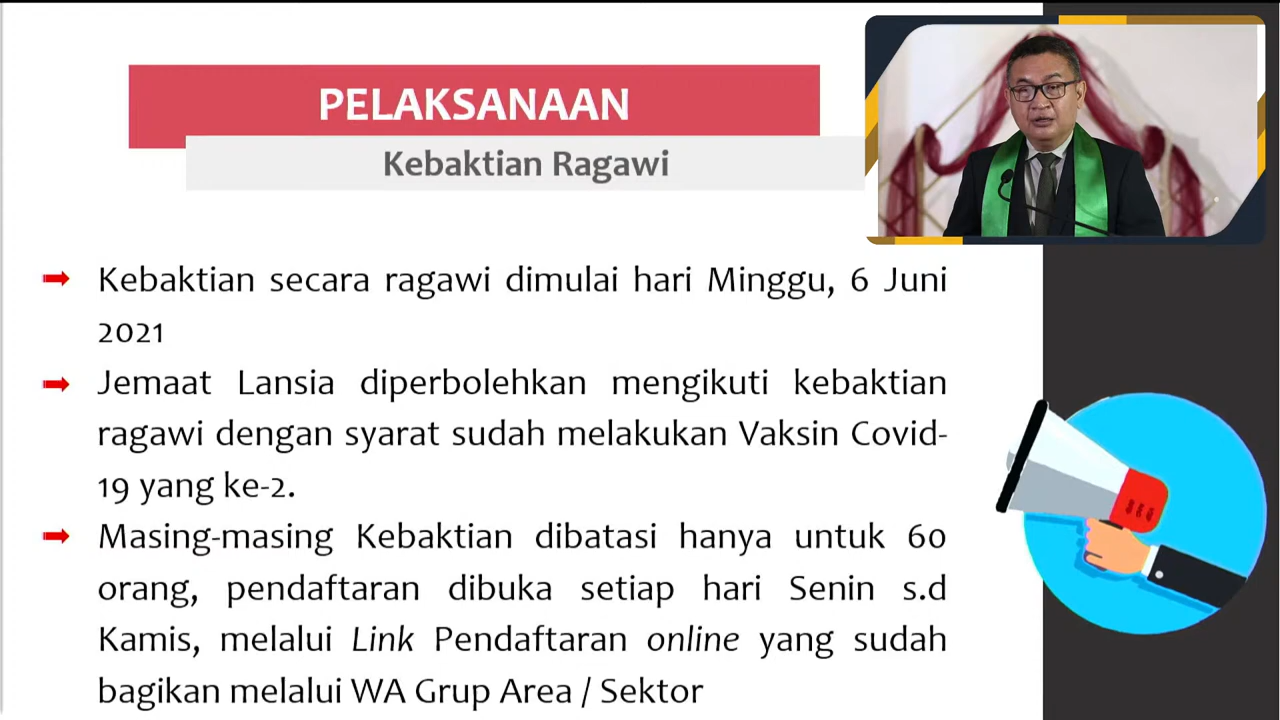 PELAKSANAAN
Kebaktian Ragawi
Kebaktian secara ragawi dimulai hari Minggu, 6 Juni
2021
Jemaat Lansia diperbolehkan mengikuti kebaktian
ragawi dengan syarat sudah melakukan Vaksin Covid-
19 yang ke-2.
Masing-masing Kebaktian dibatasi hanya untuk 60
orang, pendaftaran dibuka setiap hari Senin s.d
Kamis, melalui Link Pendaftaran online yang sudah
bagikan melalui WA Grup Area / Sektor